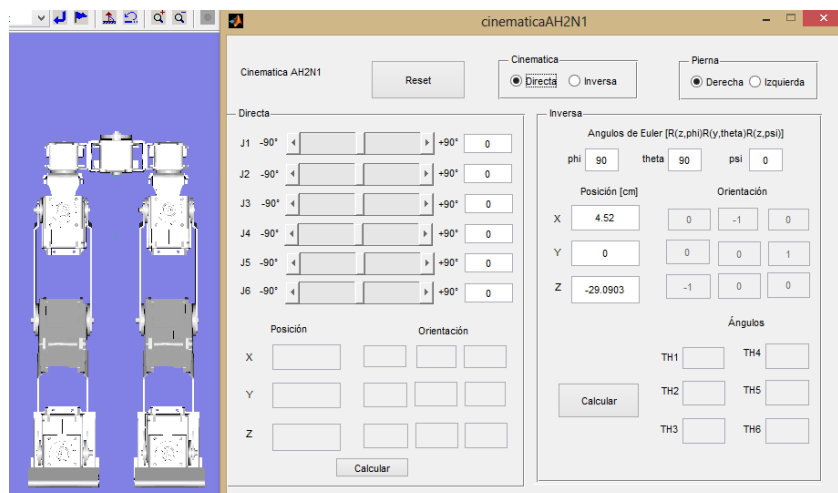 cinematicaAH2N1
Cinematica AH2N1
Reset
Cinematica
Directa Inversa
Pierna
Derecha Izquierda
Directa
J1 -90° +90° 0
J2 -90° +90° 0
J3 -90° +90° 0
J4 -90° +90° 0
J5 -90° +90° 0
J6 -90° +90° 0
Posición Orientación
X
Y
Z
Calcular
Inversa
Angulos de Euler [R(z,phi)R(y,theta)R(z,psi)]
phi 90 theta 90 psi 0
Posición [cm] Orientación
X 4.52 0 -1 0
Y 0 0 0 1
Z -29.0903 -1 0 0
Ángulos
TH1 TH4
TH2 TH5
TH3 TH6
Calcular